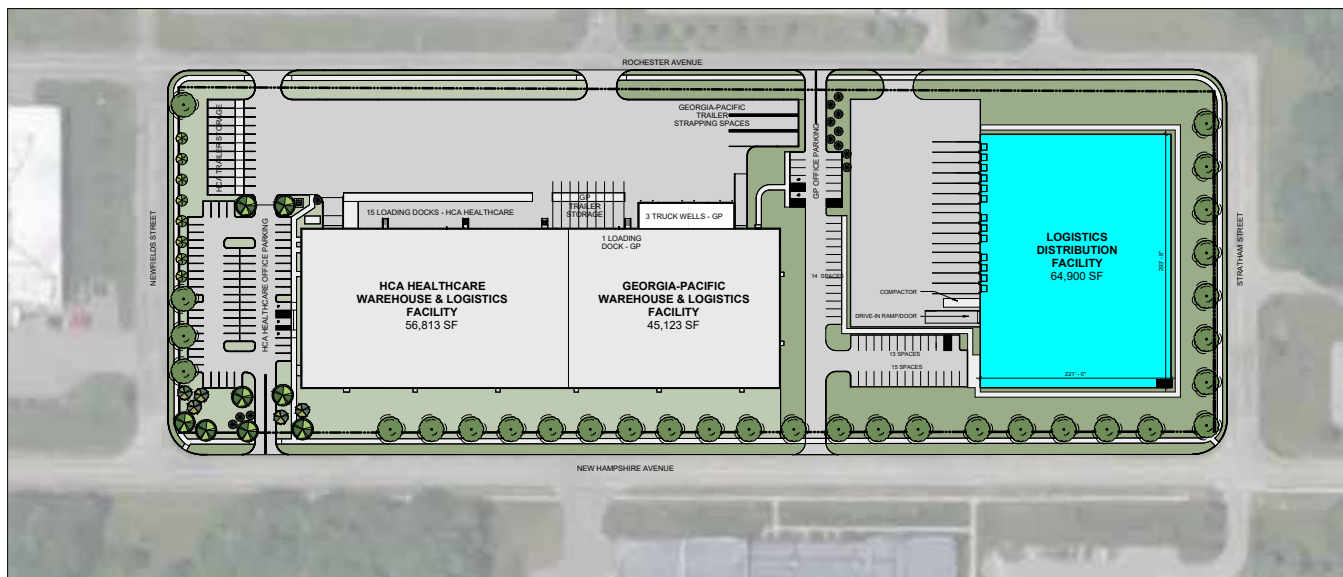 ROCHESTER AVENUE
HCA TRAILER STORAGE
GEORGIA-PACIFIC
TRAILER
STRAPPING SPACES
GP OFFICE PARKING
15 LOADING DOCKS - HCA HEALTHCARE
GP
TRAILER
STORAGE
3 TRUCK WELLS - GP
1 LOADING
DOCK - GP
NEWFIELDS STREET
HCA HEALTHCARE OFFICE PARKING
HCA HEALTHCARE
WAREHOUSE & LOGISTICS
FACILITY
56,813 SF
GEORGIA-PACIFIC
WAREHOUSE & LOGISTICS
FACILITY
45,123 SF
14 SPACES
COMPACTOR
DRIVE-IN RAMP/DOOR
13 SPACES
15 SPACES
LOGISTICS
DISTRIBUTION
FACILITY
64,900 SF
221' - 0"
STRATHAM STREET
NEW HAMPSHIRE AVENUE